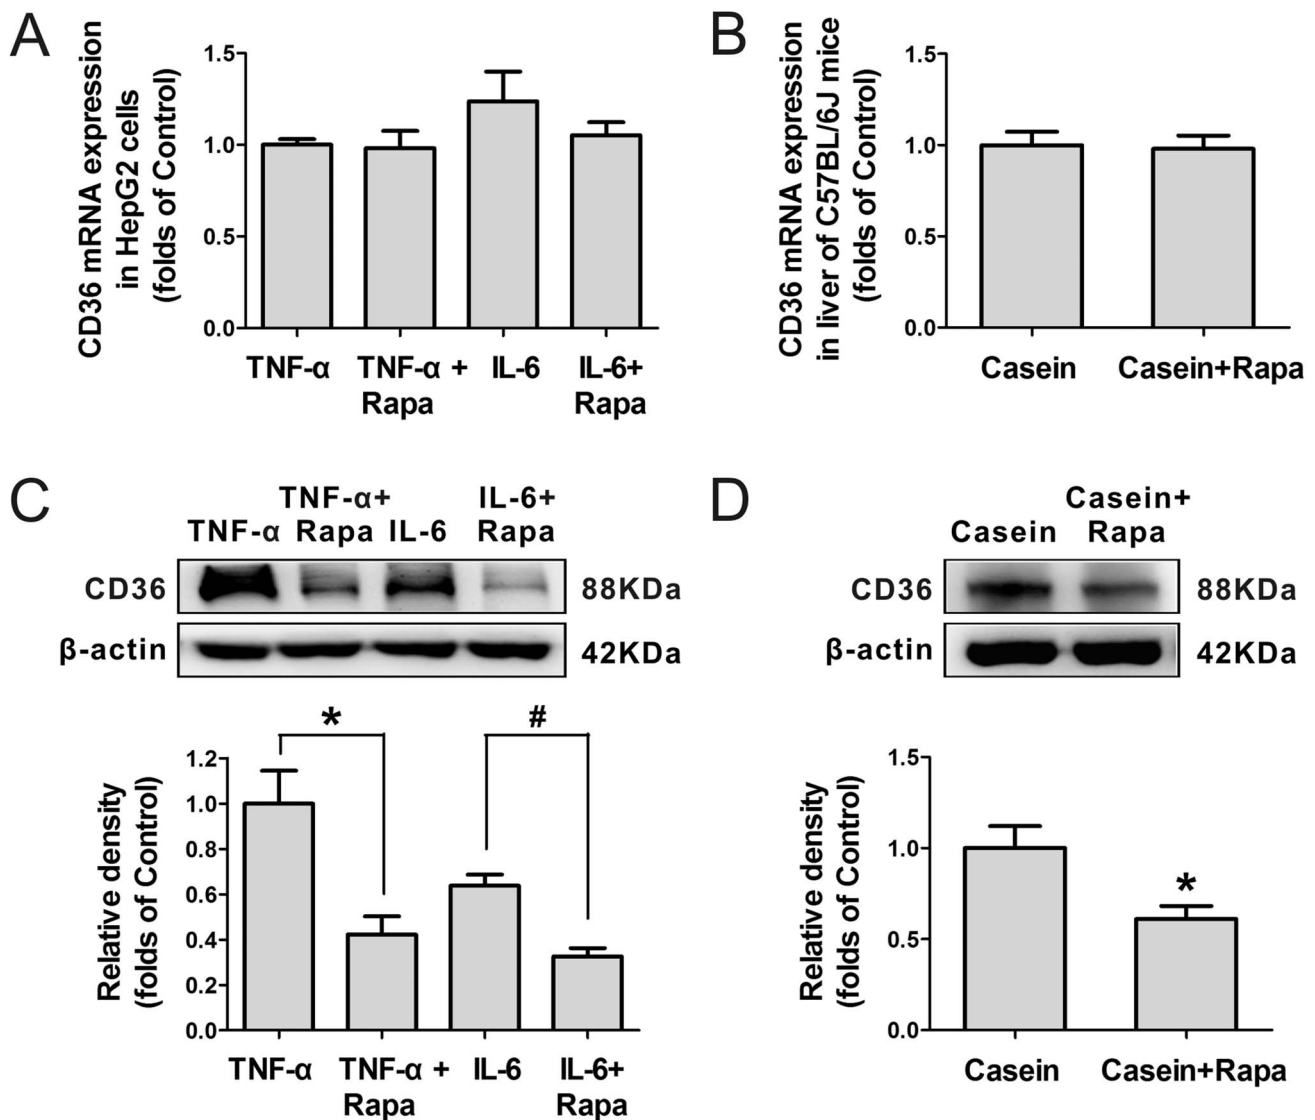 A
CD36 mRNA expression
in HepG2 cells
(folds of Control)
1.5
1.0
0.5
0.0
TNF-α
TNF-α +
Rapa
IL-6
IL-6+
Rapa
B
CD36 mRNA expression
in liver of C57BL/6J mice
(folds of Control)
1.5
1.0
0.5
0.0
Casein
Casein+Rapa
C
TNF-α
TNF-α+
Rapa
IL-6
IL-6+
Rapa
CD36
88KDa
β-actin
42KDa
*
#
Relative density
(folds of Control)
1.2
1.0
0.8
0.6
0.4
0.2
0.0
TNF-α
TNF-α +
Rapa
IL-6
IL-6+
Rapa
D
Casein
Casein+
Rapa
CD36
88KDa
β-actin
42KDa
Relative density
(folds of Control)
1.5
1.0
0.5
0.0
*
Casein
Casein+Rapa